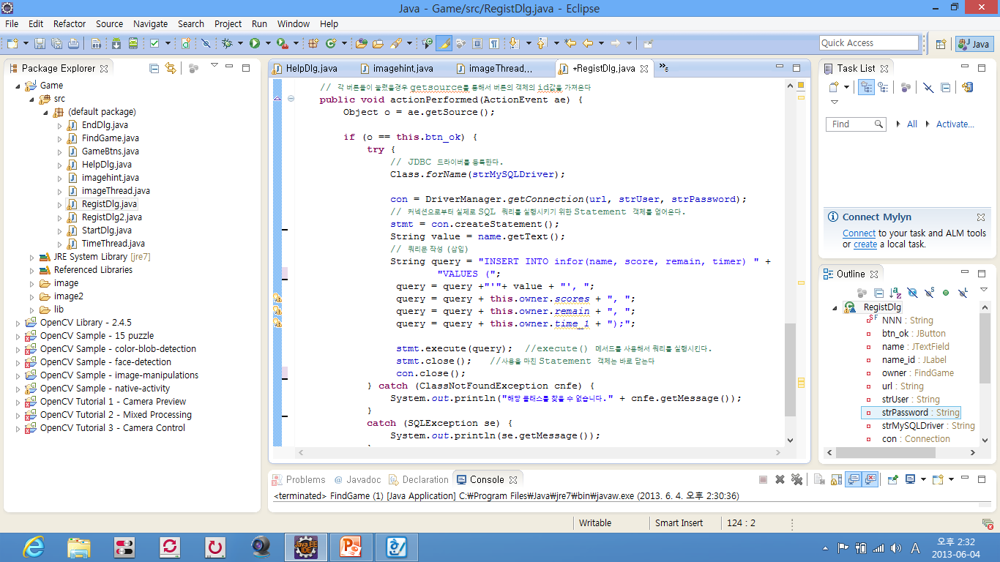 Java - Game/src/RegistDlg.java - Eclipse
File Edit Refactor Source Navigate Search Project Run Window Help
Quick Access
Java
Package Explorer
Game
src
(default package)
EndDlg.java
FindGame.java
GameBtns.java
HelpDlg.java
imagehint.java
imageThread.java
RegistDlg.java
RegistDlg2.java
StartDlg.java
TimeThread.java
JRE System Library [jre7]
Referenced Libraries
image
image2
lib
OpenCV Library - 2.4.5
OpenCV Sample - 15 puzzle
OpenCV Sample - color-blob-detection
OpenCV Sample - face-detection
OpenCV Sample - image-manipulations
OpenCV Sample - native-activity
OpenCV Tutorial 1 - Camera Preview
OpenCV Tutorial 2 - Mixed Processing
OpenCV Tutorial 3 - Camera Control
HelpDlg.java imagehint.java imageThread... *RegistDlg.java »5
// 각 버튼들이 눌렸을경우 getsource를 통해서 버튼의 객체의 id값을 가져온다
public void actionPerformed(ActionEvent ae) {
Object o = ae.getSource();
if (o == this.btn_ok) {
try {
// JDBC 드라이버를 등록한다.
Class.forName(strMySQLDriver);
con = DriverManager.getConnection(url, strUser, strPassword);
// 커넥션으로부터 실제로 SQL 쿼리를 실행시키기 위한 Statement 객체를 얻어온다.
stmt = con.createStatement();
String value = name.getText();
// 쿼리문 작성 (삽입)
String query = "INSERT INTO infor(name, score, remain, timer) " +
"VALUES (";
query = query +"'"+ value + "', ";
query = query + this.owner.scores + ", ";
query = query + this.owner.remain + ", ";
query = query + this.owner.time_1 + ");";
stmt.execute(query); //execute() 메서드를 사용해서 쿼리를 실행시킨다.
stmt.close(); //사용을 마친 Statement 객체는 바로 닫는다
con.close();
} catch (ClassNotFoundException cnfe) {
System.out.println("해당 클래스를 찾을 수 없습니다." + cnfe.getMessage());
}
catch (SQLException se) {
System.out.println(se.getMessage());
Task List
Find All Activate...
Connect Mylyn
Connect to your task and ALM tools
or create a local task.
Outline
RegistDlg
NNN : String
btn_ok : JButton
name : JTextField
name_id : JLabel
owner : FindGame
url : String
strUser : String
strPassword : String
strMySQLDriver : String
con : Connection
Problems @ Javadoc Declaration Console
<terminated> FindGame (1) [Java Application] C:₩Program Files₩Java₩jre7₩bin₩javaw.exe (2013. 6. 4. 오후 2:30:36)
Writable Smart Insert 124 : 2
Java EE
IDE
A
오후 2:32
2013-06-04